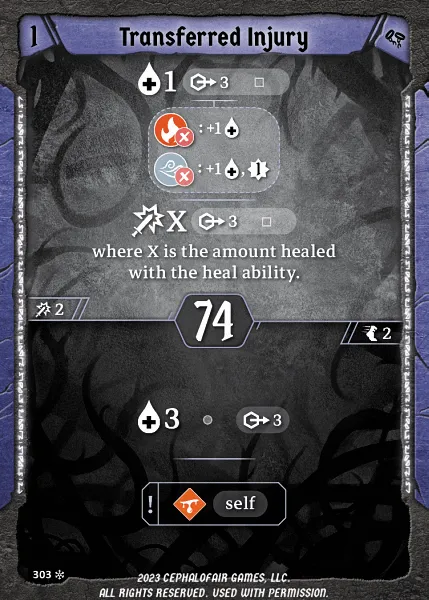 1 Transferred Injury
1 3
: +1
: +1 ,
X 3
where X is the amount healed
with the heal ability.
2
74
2
3 3
! self
303
2023 CEPHALOFAIR GAMES, LLC.
ALL RIGHTS RESERVED. USED WITH PERMISSION.